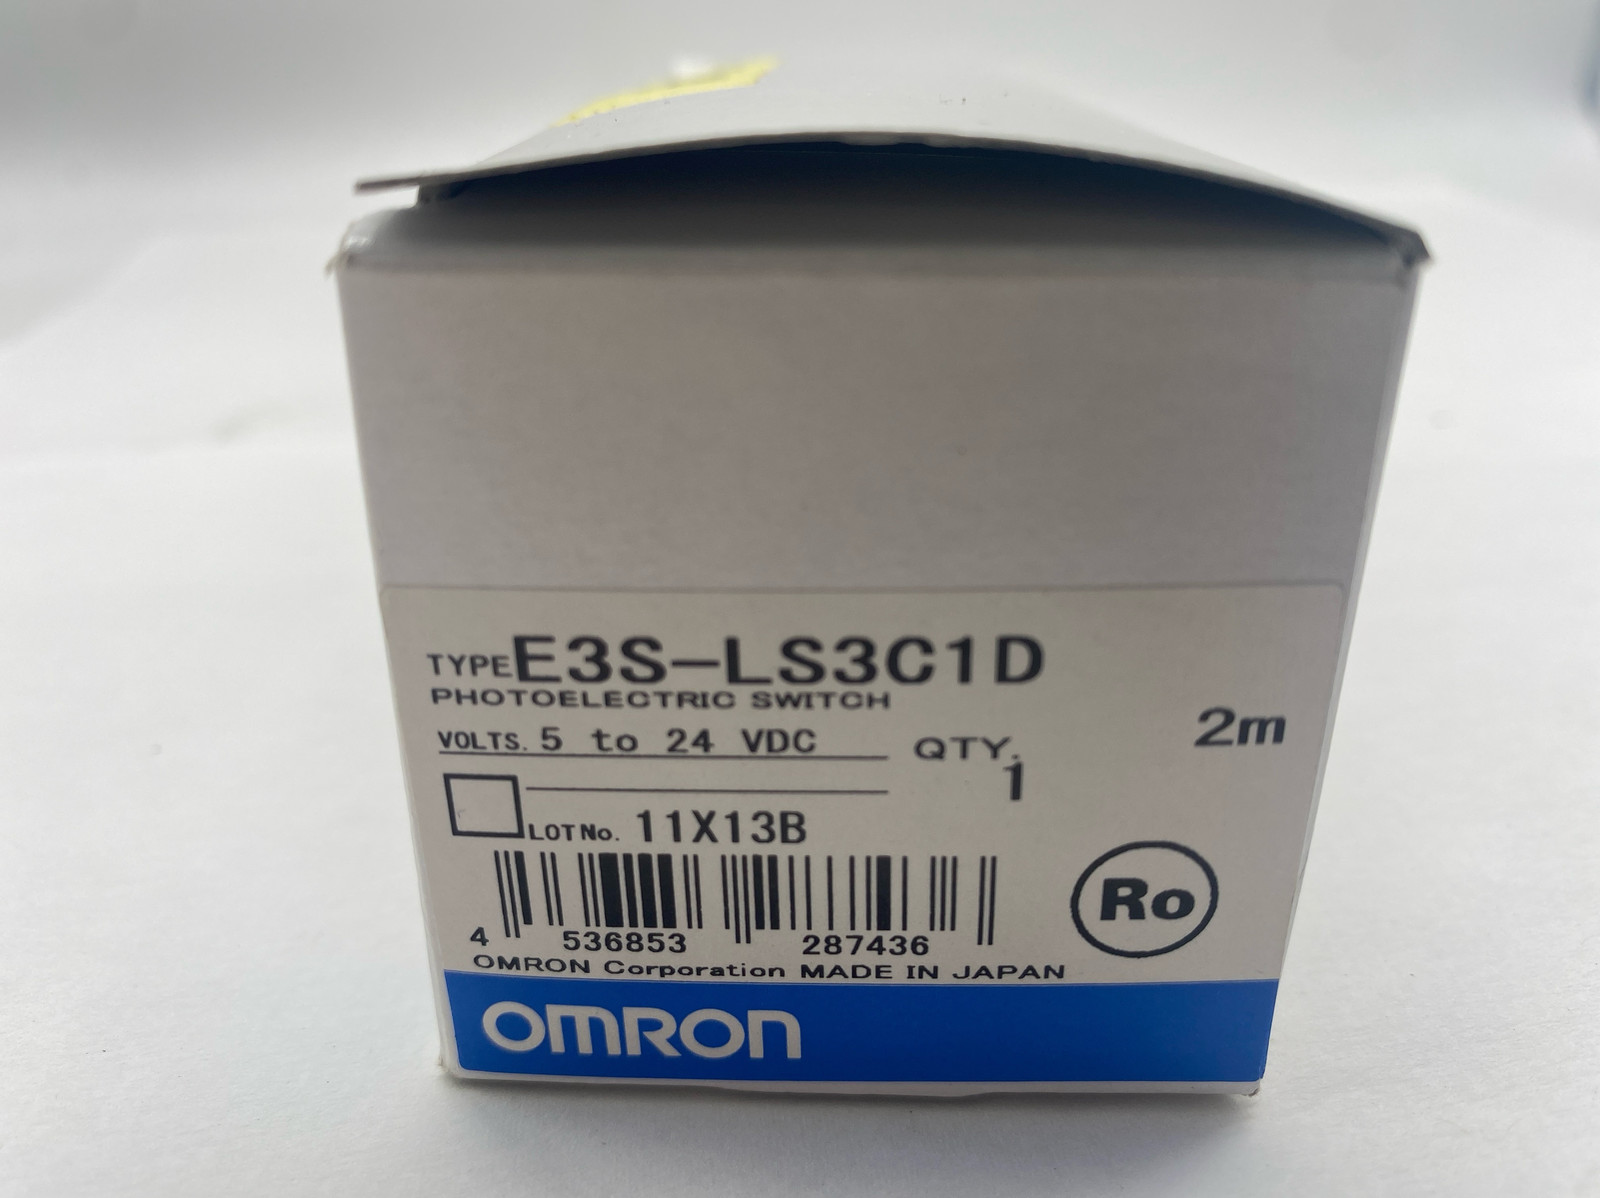 TYPE E3S-LS3C1D
PHOTOELECTRIC SWITCH
VOLTS. 5 to 24 VDC
QTY. 1
2m
LOT No. 11X13B
4 536853 287436
Ro
OMRON Corporation MADE IN JAPAN
OMRON